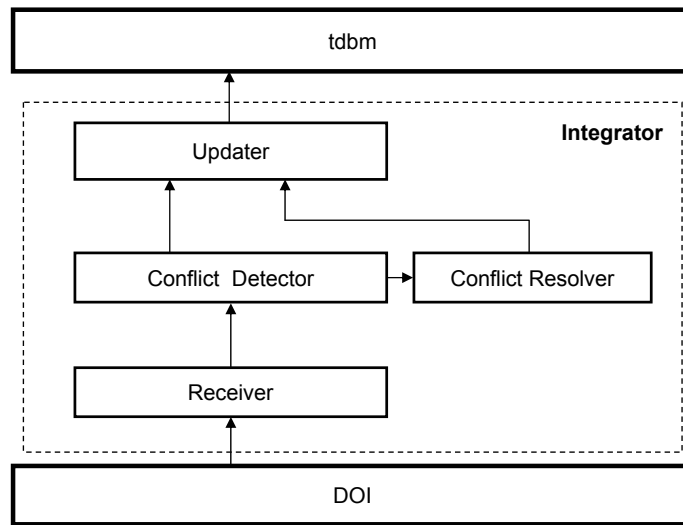 tdbm
Integrator
Updater
Conflict Detector
Conflict Resolver
Receiver
DOI